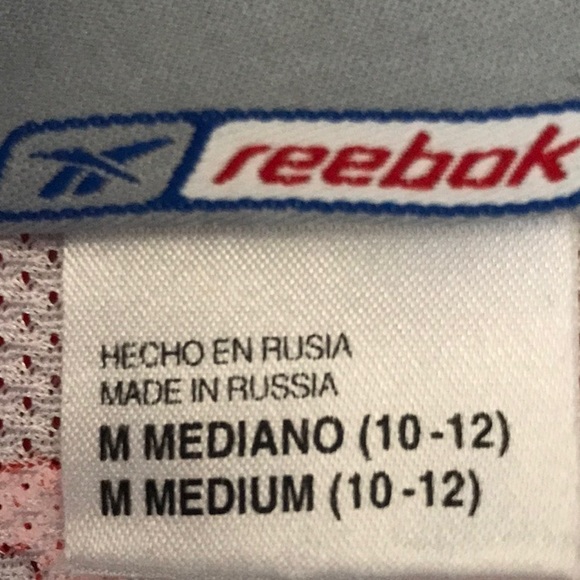 reebok
HECHO EN RUSIA
MADE IN RUSSIA
M MEDIANO (10-12)
M MEDIUM (10-12)